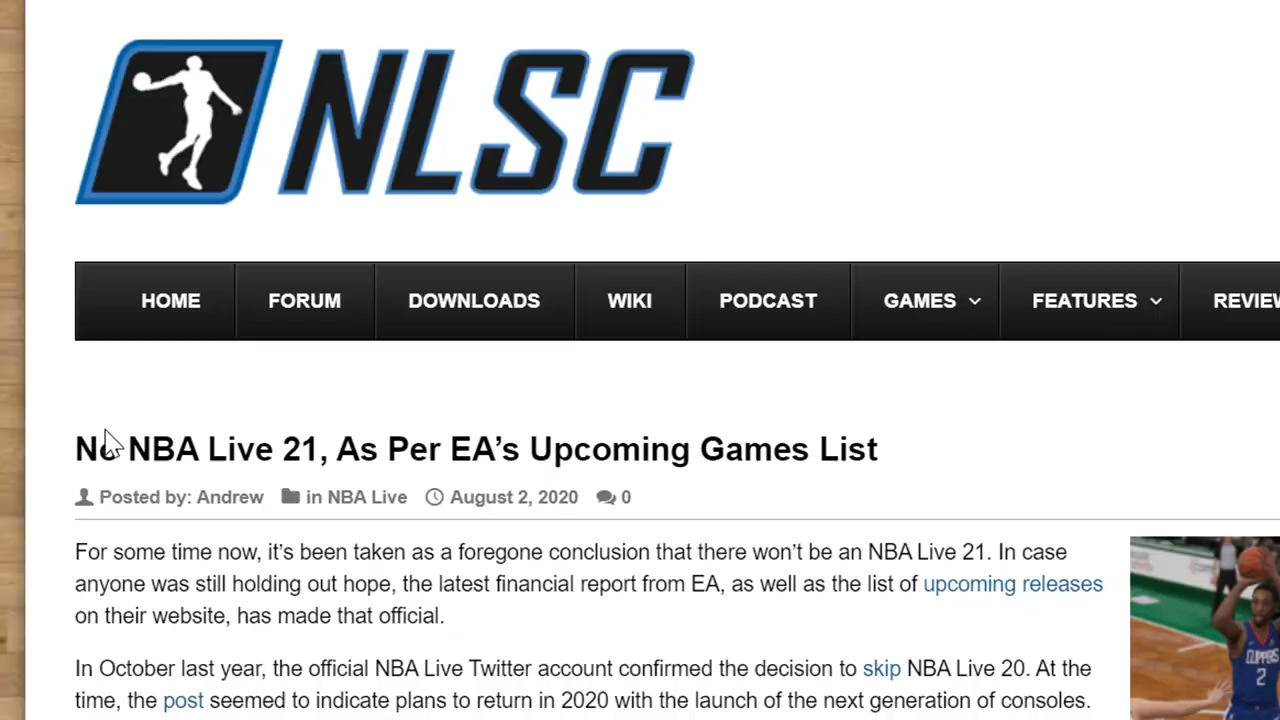 NLSC
HOME FORUM DOWNLOADS WIKI PODCAST GAMES FEATURES
No NBA Live 21, As Per EA's Upcoming Games List
Posted by: Andrew in NBA Live August 2, 2020 0
For some time now, it's been taken as a foregone conclusion that there won't be an NBA Live 21. In case
anyone was still holding out hope, the latest financial report from EA, as well as the list of upcoming releases
on their website, has made that official.
In October last year, the official NBA Live Twitter account confirmed the decision to skip NBA Live 20. At the
time, the post seemed to indicate plans to return in 2020 with the launch of the next generation of consoles.
CLIPPERS
2